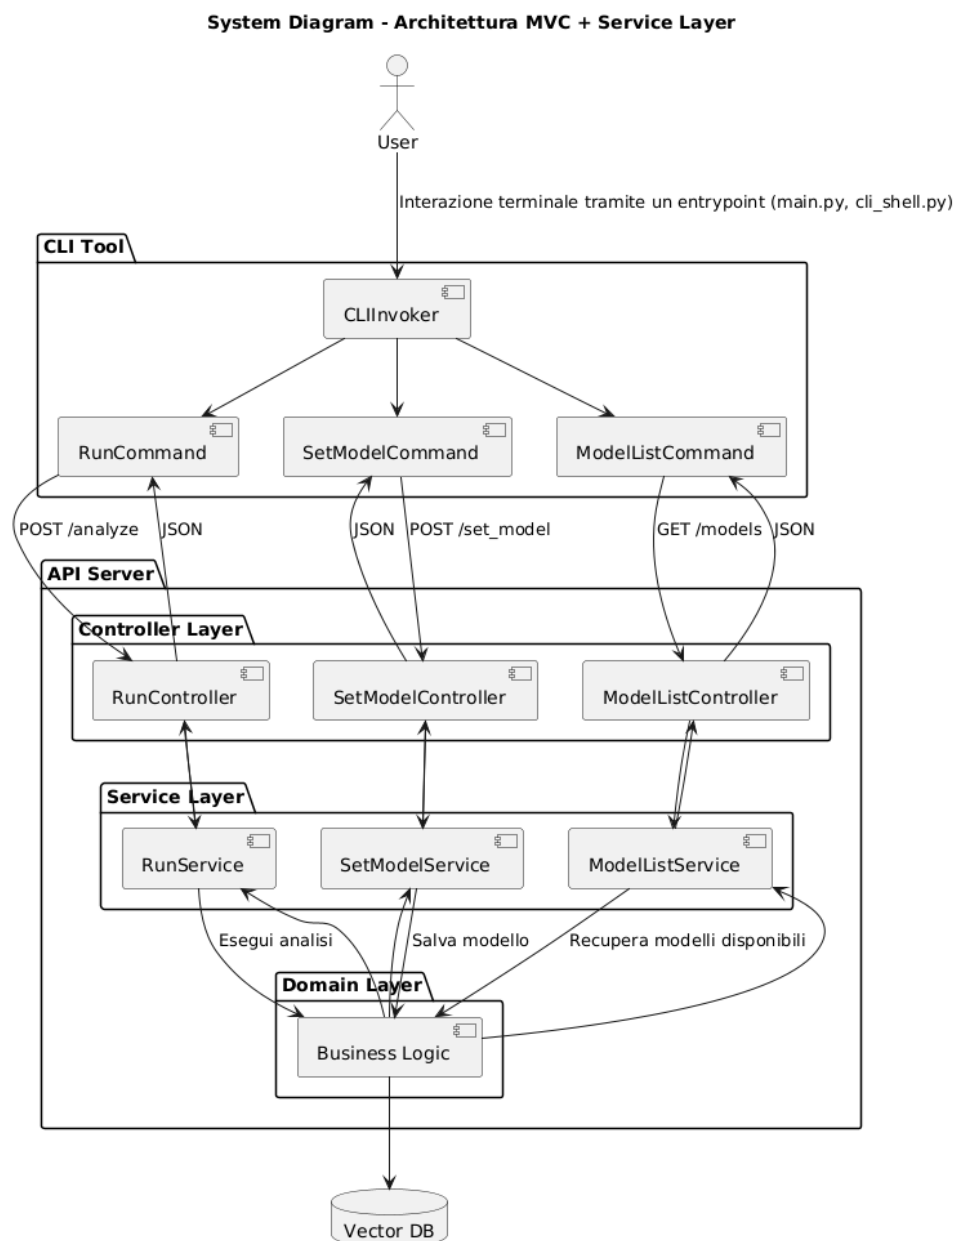 System Diagram - Architettura MVC + Service Layer
User
Interazione terminale tramite un entrypoint (main.py, cli_shell.py)
CLI Tool
CLIInvoker
RunCommand
SetModelCommand
ModelListCommand
POST /analyze
JSON
JSON
POST /set_model
GET /models
JSON
API Server
Controller Layer
RunController
SetModelController
ModelListController
Service Layer
RunService
SetModelService
ModelListService
Esegui analisi
Salva modello
Recupera modelli disponibili
Domain Layer
Business Logic
Vector DB